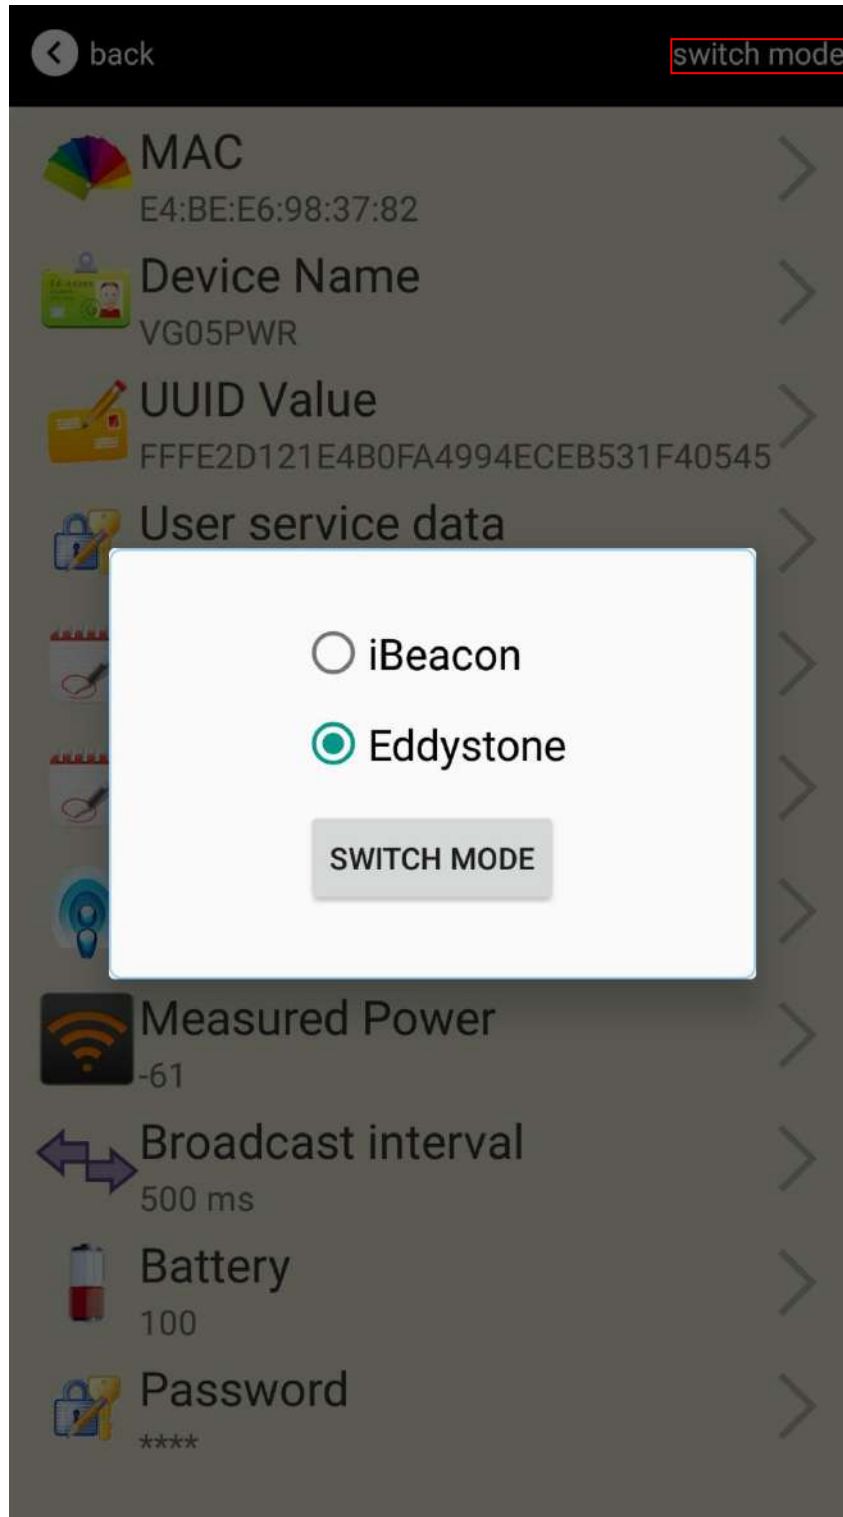 back
switch mode
MAC
E4:BE:E6:98:37:82
Device Name
VG05PWR
UUID Value
FFFE2D121E4B0FA4994ECEB531F40545
User service data
iBeacon
Eddystone
SWITCH MODE
Measured Power
-61
Broadcast interval
500 ms
Battery
100
Password
****